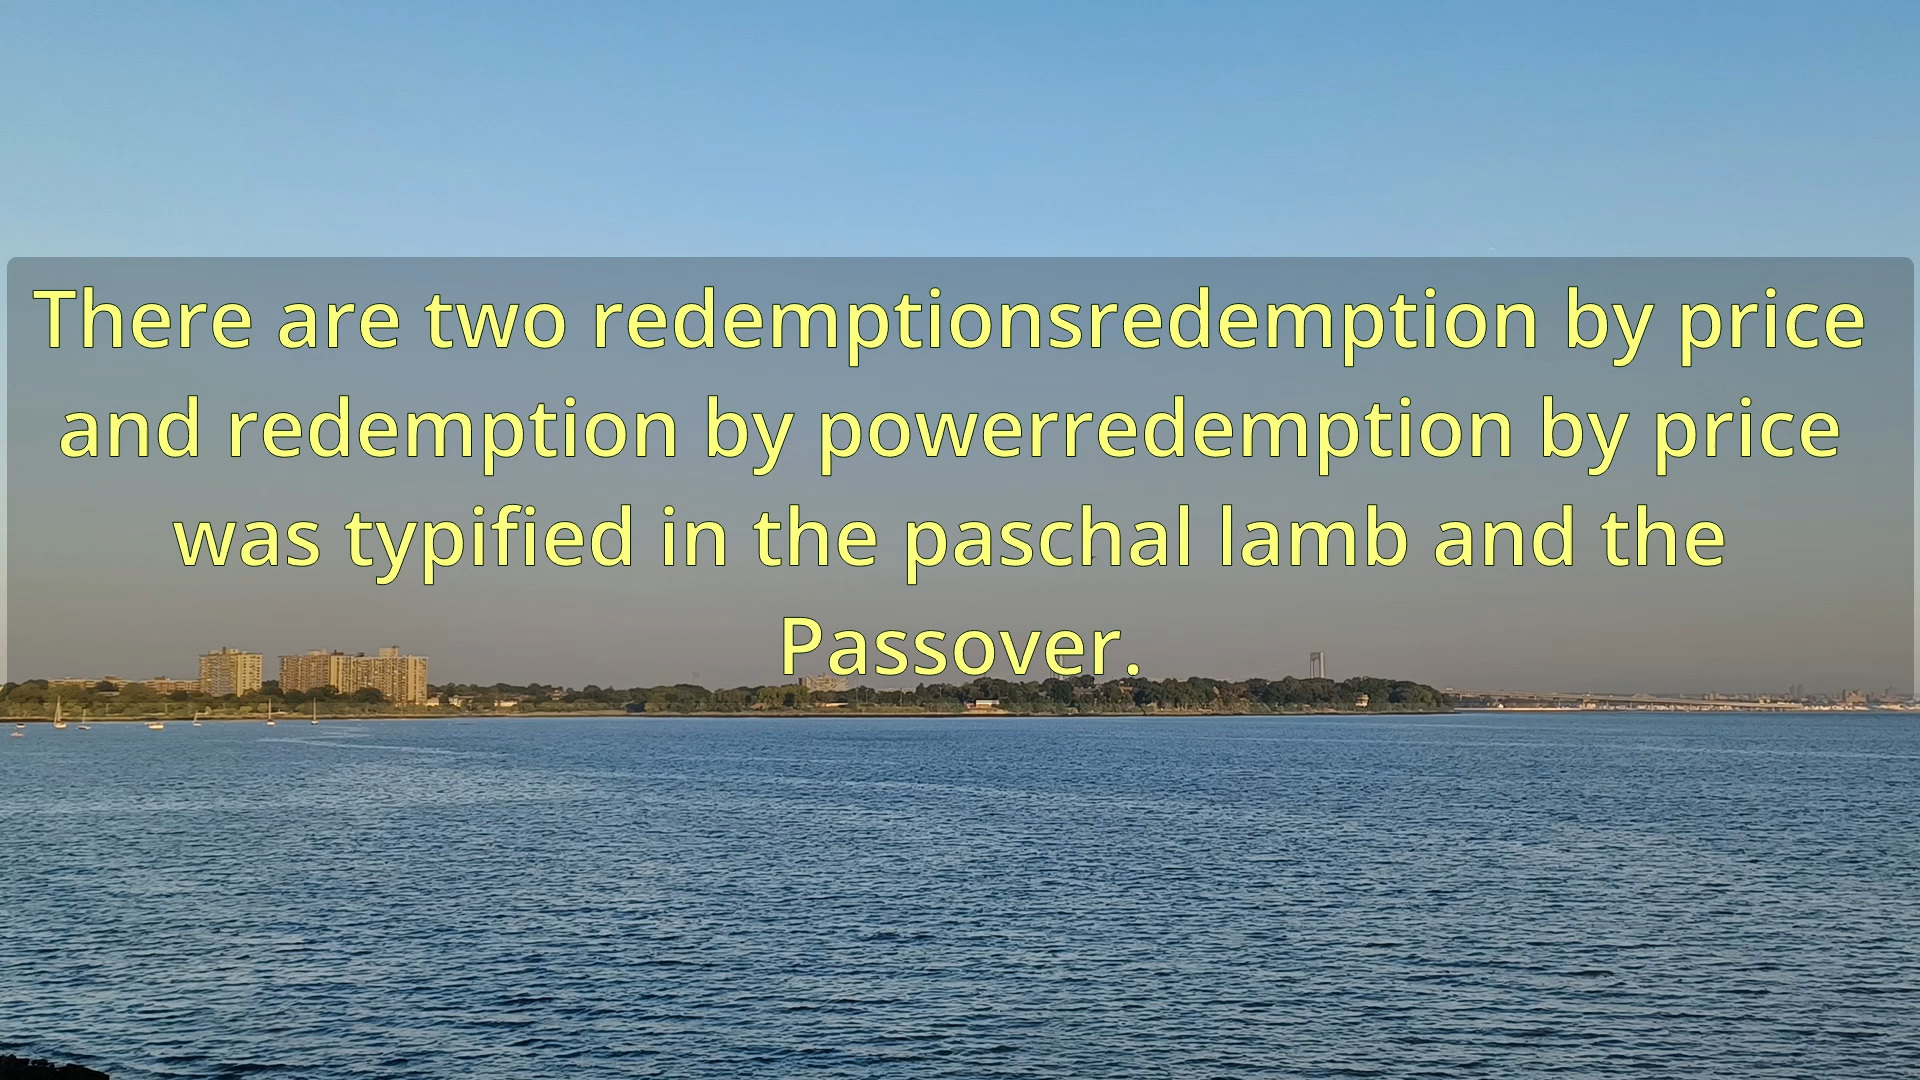 There are two redemptionsredemption by price
and redemption by powerredemption by price
was typified in the paschal lamb and the
Passover.